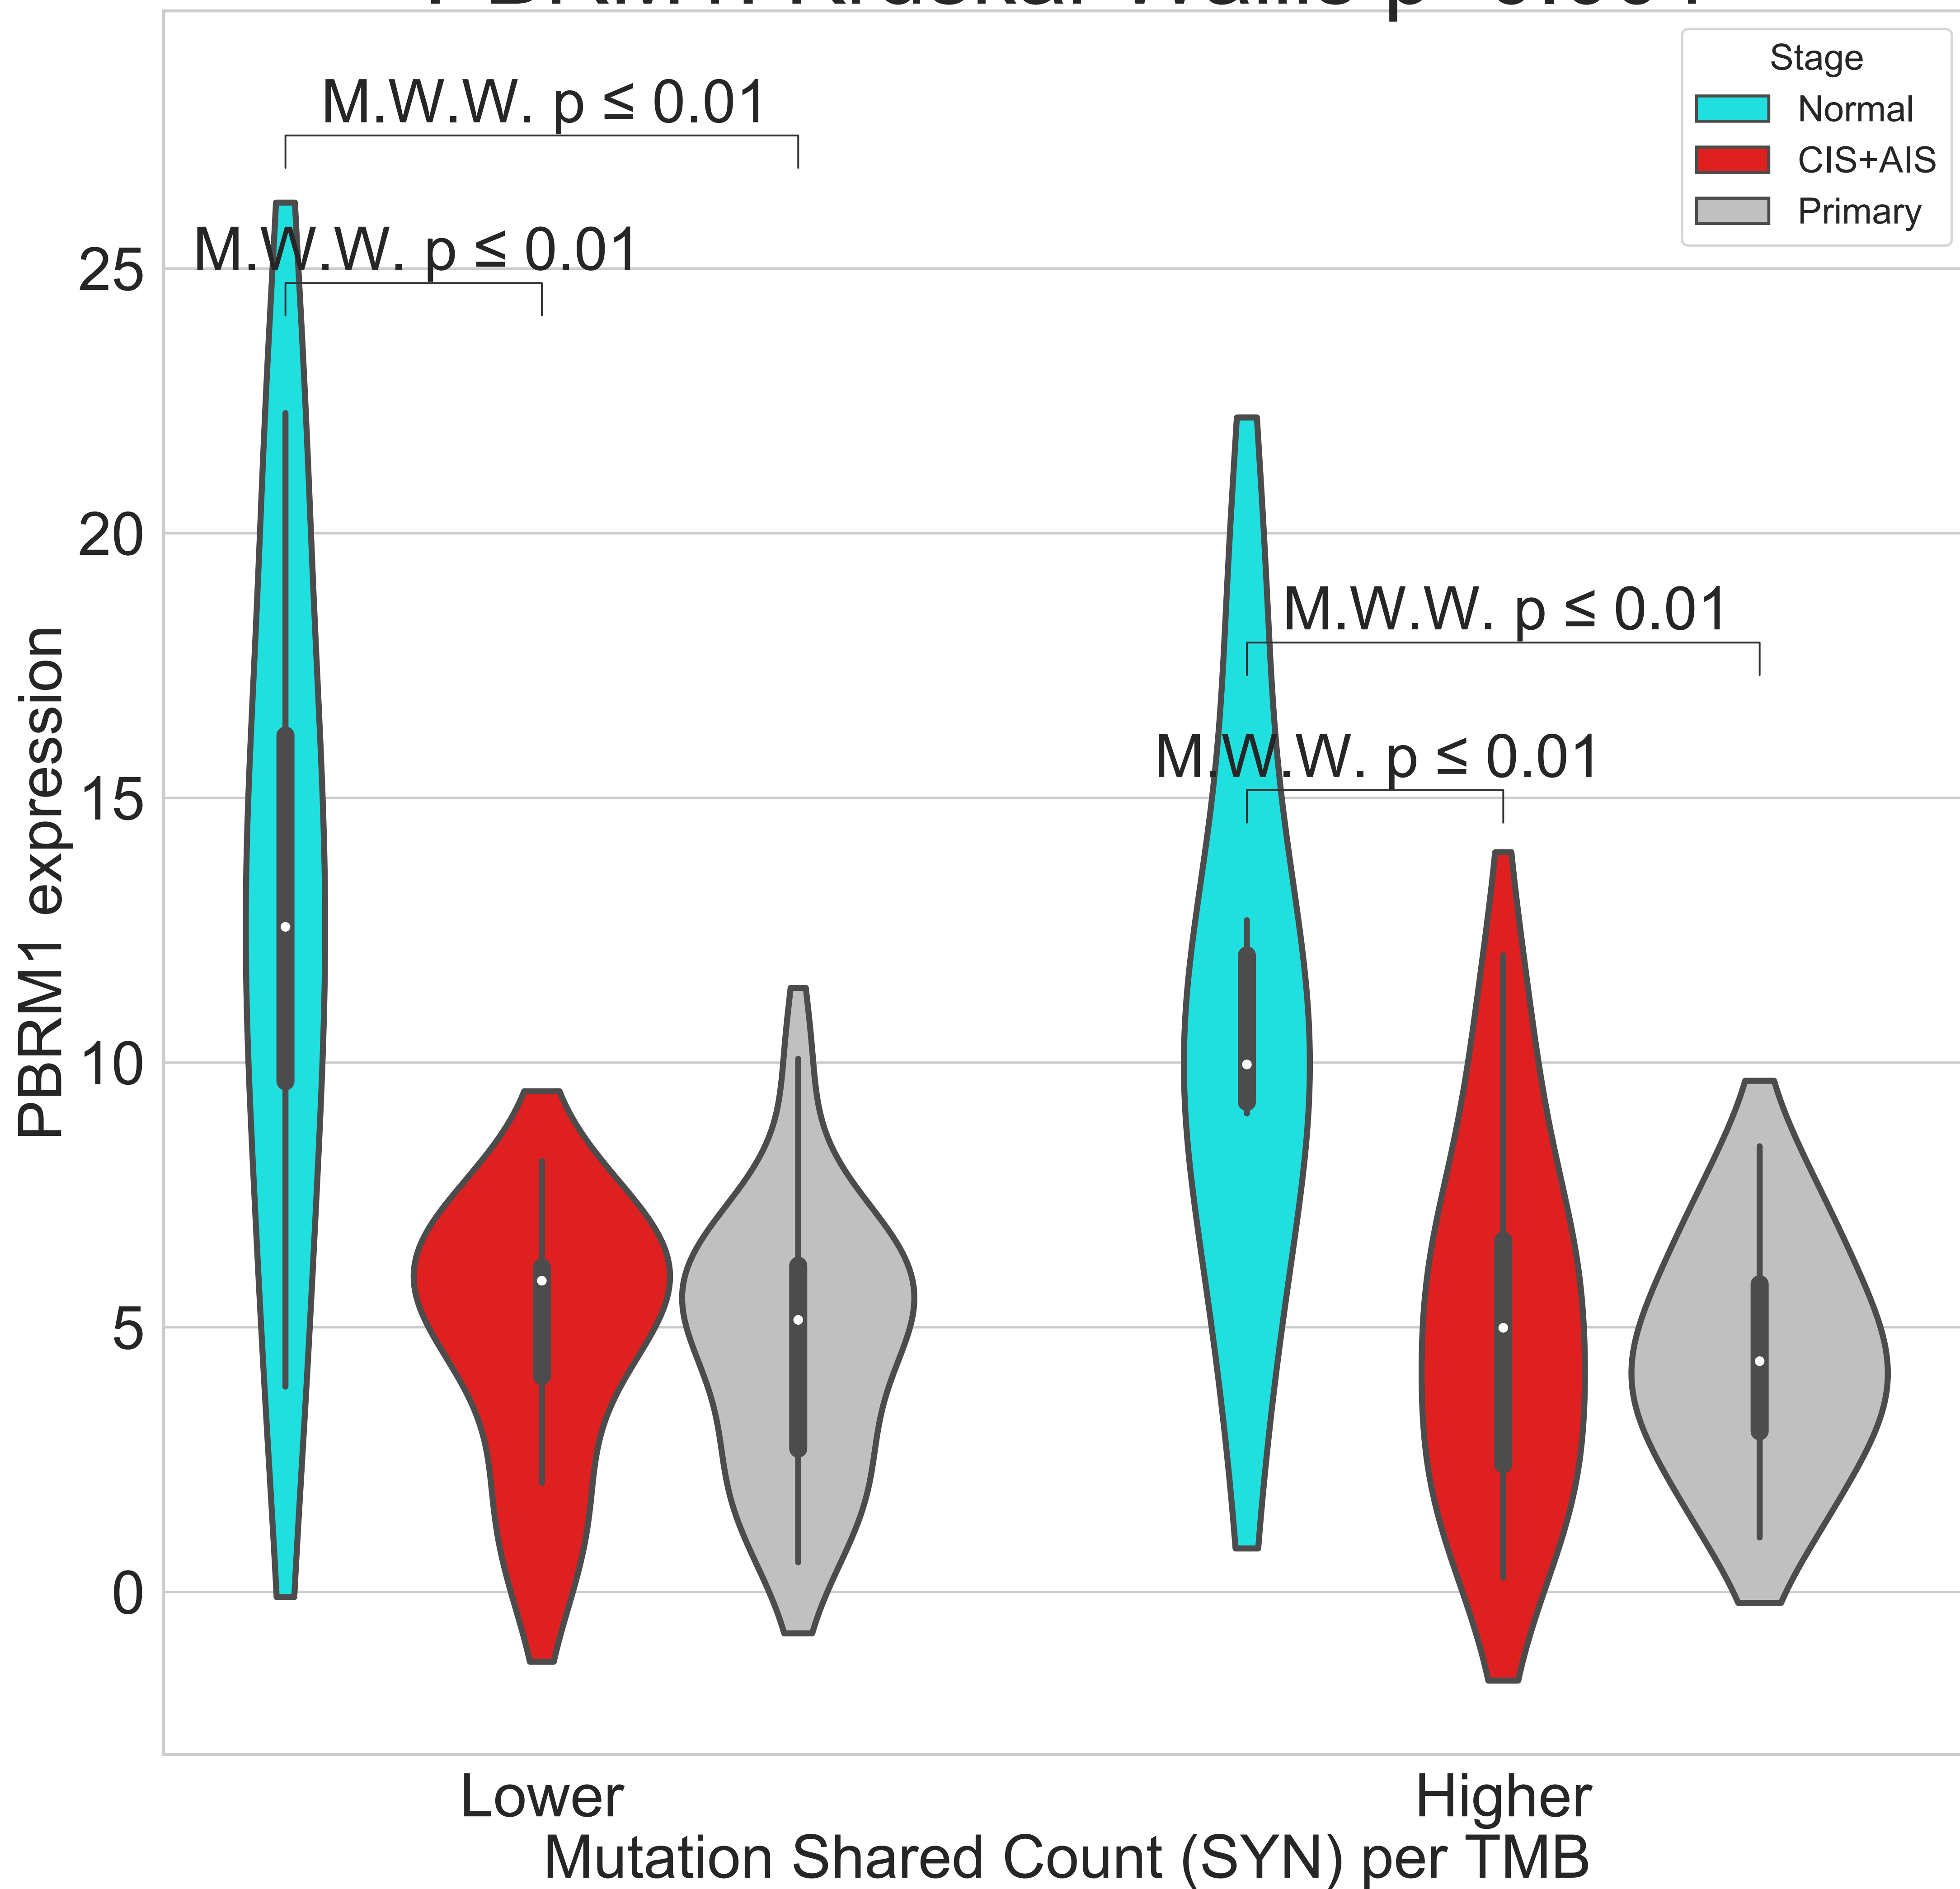 Stage
Normal
CIS+AIS
Primary
M.W.W. p ≤ 0.01
M.W.W. p ≤ 0.01
M.W.W. p ≤ 0.01
M.W.W. p ≤ 0.01
25
20
15
10
5
0
PBRM1 expression
Lower
Higher
Mutation Shared Count (SYN) per TMB